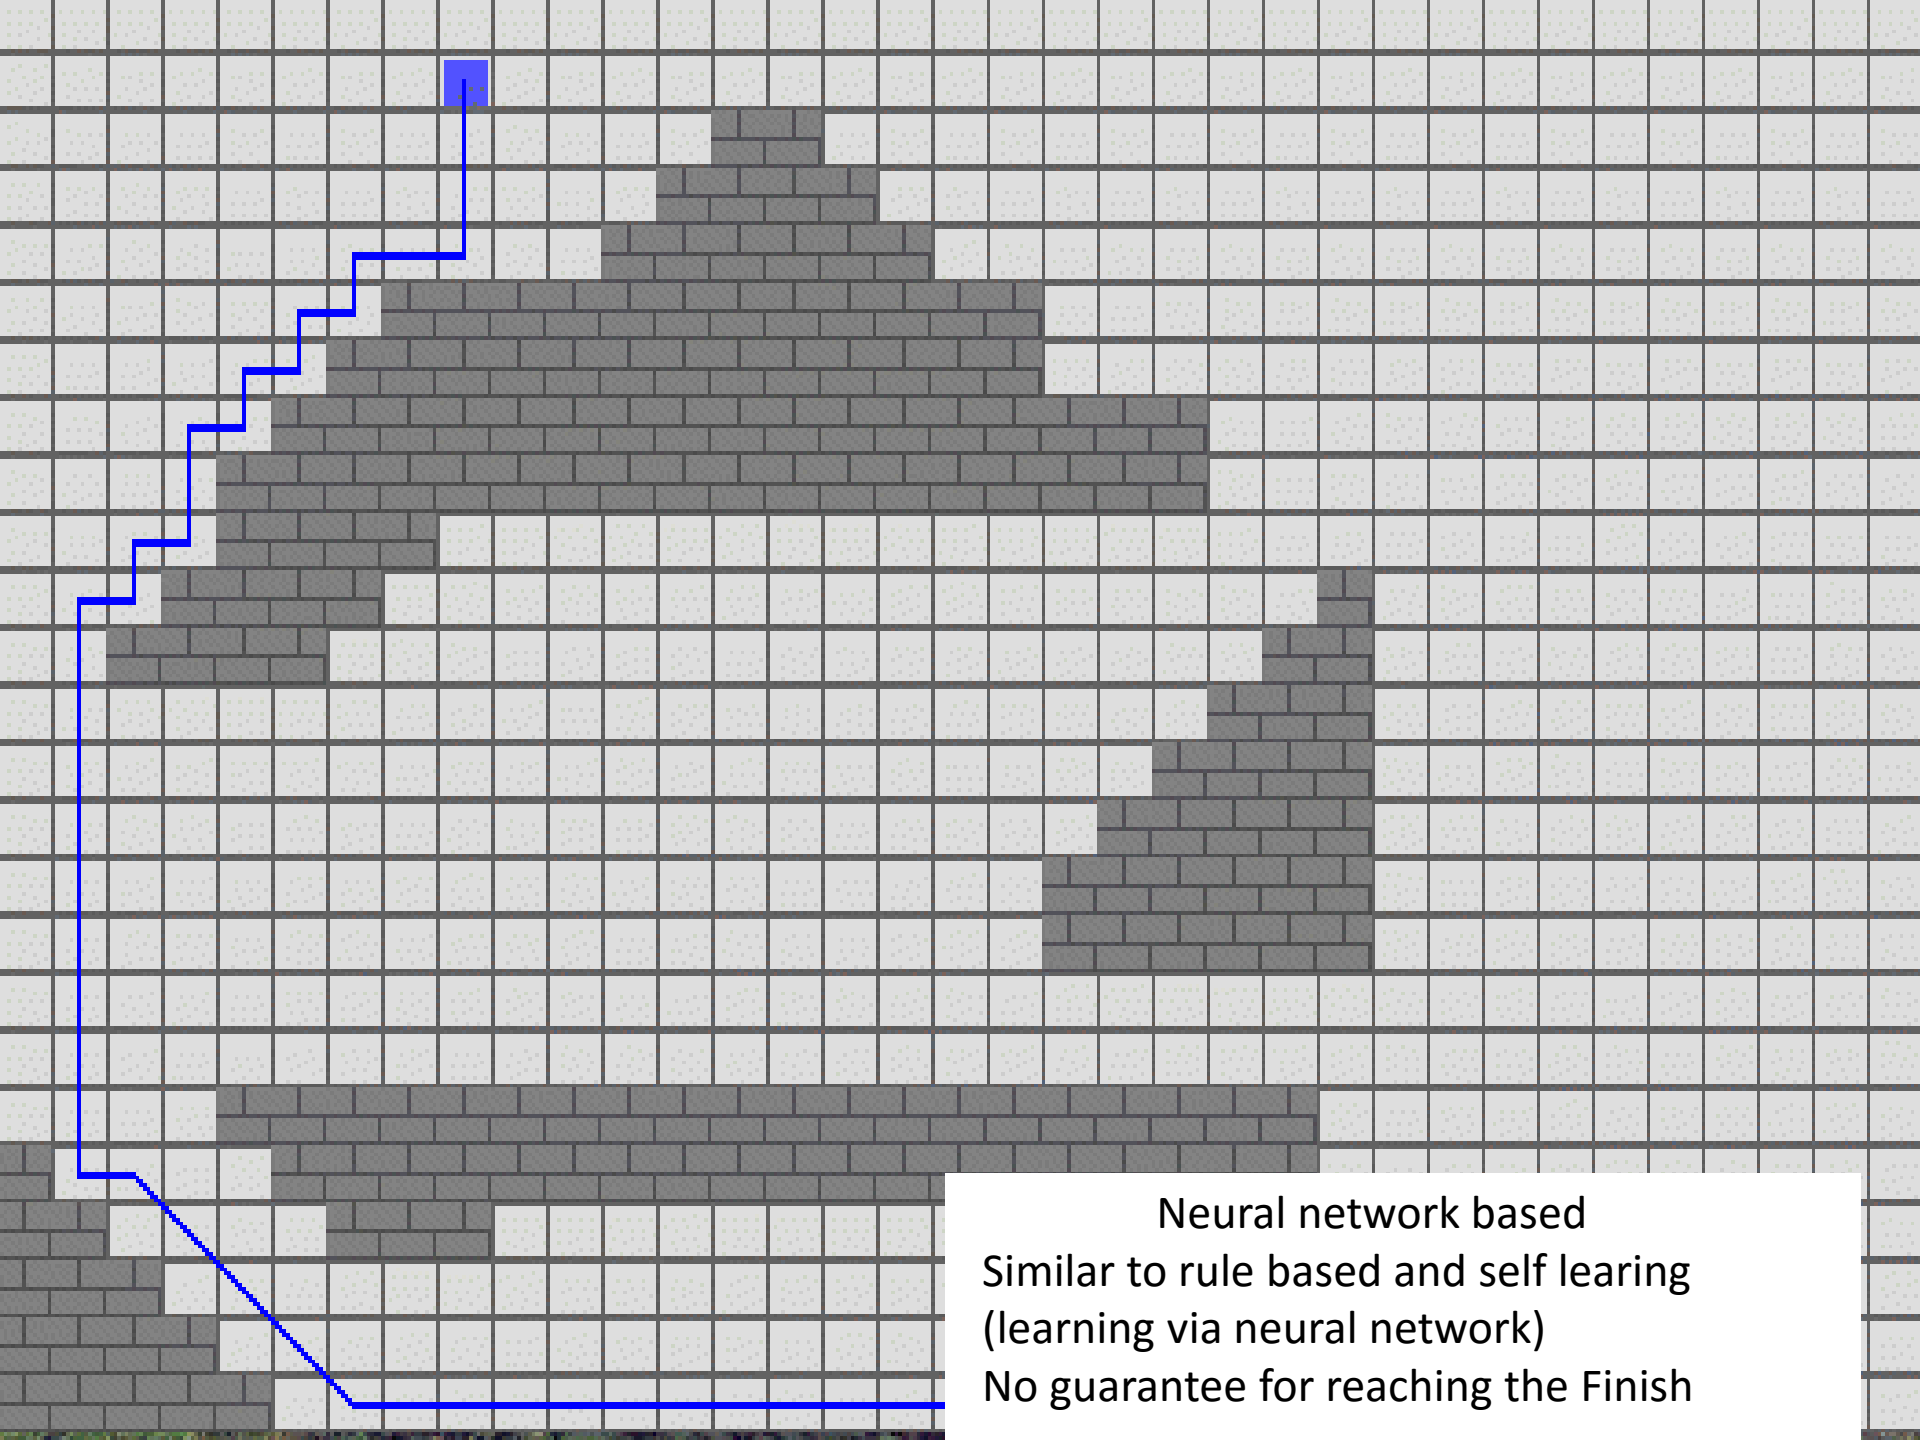 Neural network based
Similar to rule based and self learing
(learning via neural network)
No guarantee for reaching the Finish